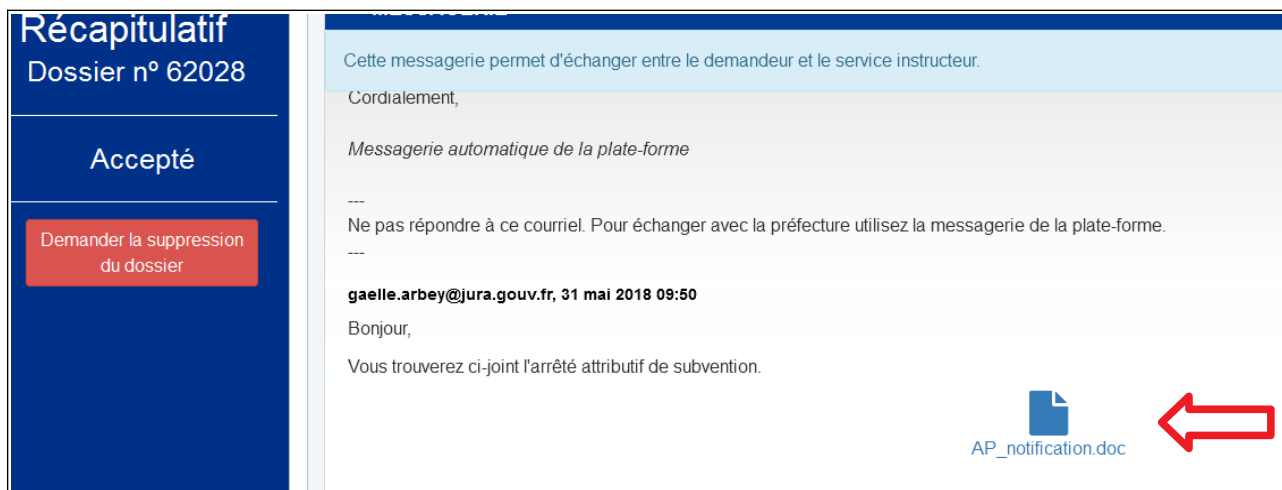 Récapitulatif
Dossier nº 62028
Accepté
Demander la suppression
du dossier
MESSAGERIE
Cette messagerie permet d'échanger entre le demandeur et le service instructeur.
Cordialement,
Messagerie automatique de la plate-forme
---
Ne pas répondre à ce courriel. Pour échanger avec la préfecture utilisez la messagerie de la plate-forme.
---
gaelle.arbey@jura.gouv.fr, 31 mai 2018 09:50
Bonjour,
Vous trouverez ci-joint l'arrêté attributif de subvention.
AP_notification.doc